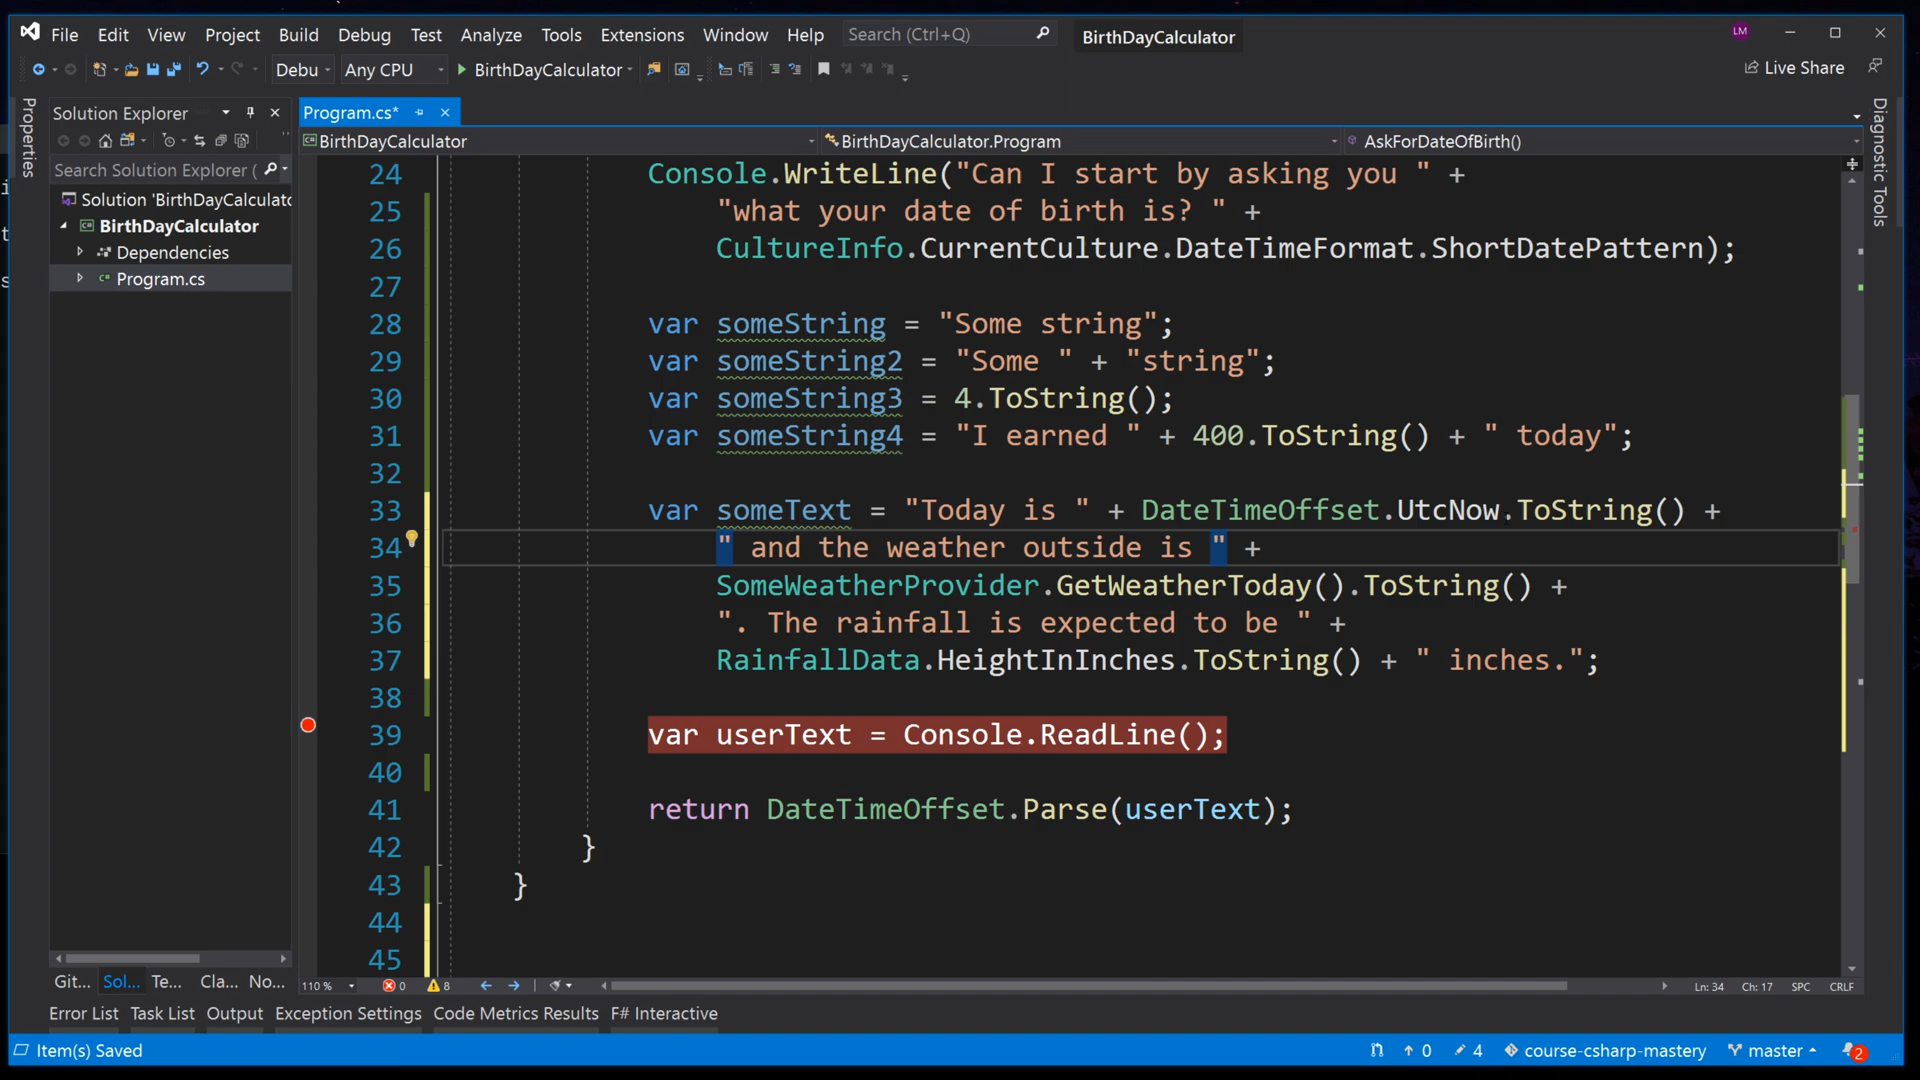 File Edit View Project Build Debug Test Analyze Tools Extensions Window Help Search (Ctrl+Q) BirthDayCalculator LM
Debu Any CPU BirthDayCalculator Live Share
Properties
Solution Explorer
Search Solution Explorer (
Solution 'BirthDayCalculato
BirthDayCalculator
Dependencies
Program.cs
Program.cs*
BirthDayCalculator BirthDayCalculator.Program AskForDateOfBirth()
24 Console.WriteLine("Can I start by asking you " +
25 "what your date of birth is? " +
26 CultureInfo.CurrentCulture.DateTimeFormat.ShortDatePattern);
27
28 var someString = "Some string";
29 var someString2 = "Some " + "string";
30 var someString3 = 4.ToString();
31 var someString4 = "I earned " + 400.ToString() + " today";
32
33 var someText = "Today is " + DateTimeOffset.UtcNow.ToString() +
34 " and the weather outside is " +
35 SomeWeatherProvider.GetWeatherToday().ToString() +
36 ". The rainfall is expected to be " +
37 RainfallData.HeightInInches.ToString() + " inches.";
38
39 var userText = Console.ReadLine();
40
41 return DateTimeOffset.Parse(userText);
42 }
43 }
44
45
Diagnostic Tools
Git... Sol... Te... Cla... No...
110 % 0 8 Ln: 34 Ch: 17 SPC CRLF
Error List Task List Output Exception Settings Code Metrics Results F# Interactive
Item(s) Saved 0 4 course-csharp-mastery master 2